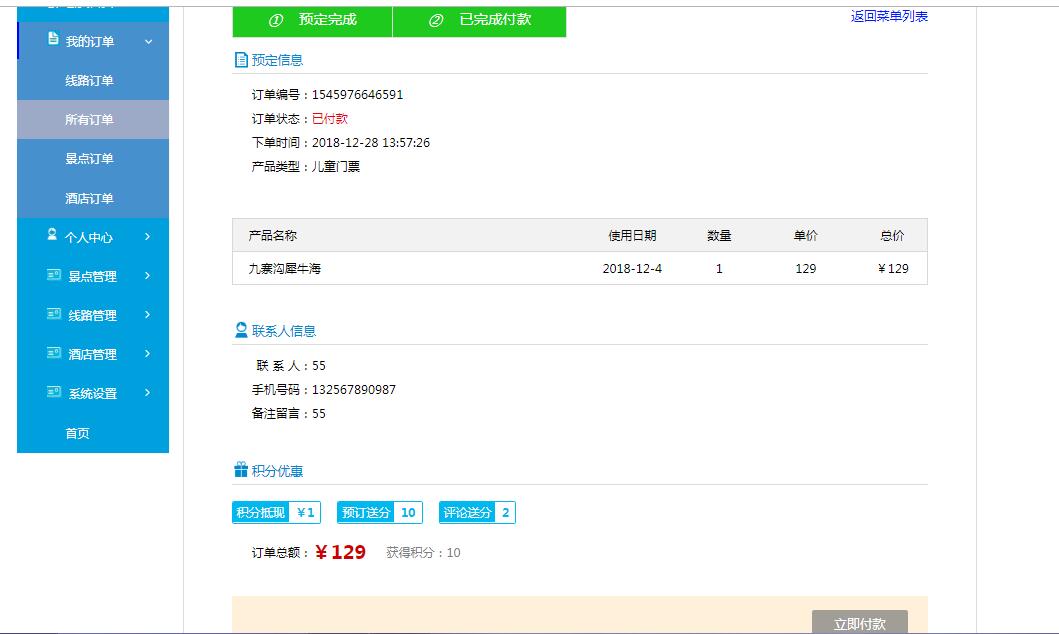 ① 预定完成 ② 已完成付款 返回菜单列表
我的订单
线路订单
所有订单
景点订单
酒店订单
个人中心
景点管理
线路管理
酒店管理
系统设置
首页
预定信息
订单编号：1545976646591
订单状态：已付款
下单时间：2018-12-28 13:57:26
产品类型：儿童门票
产品名称 使用日期 数量 单价 总价
九寨沟犀牛海 2018-12-4 1 129 ￥129
联系人信息
联 系 人：55
手机号码：132567890987
备注留言：55
积分优惠
积分抵现 ￥1 预订送分 10 评论送分 2
订单总额：￥129 获得积分：10
立即付款